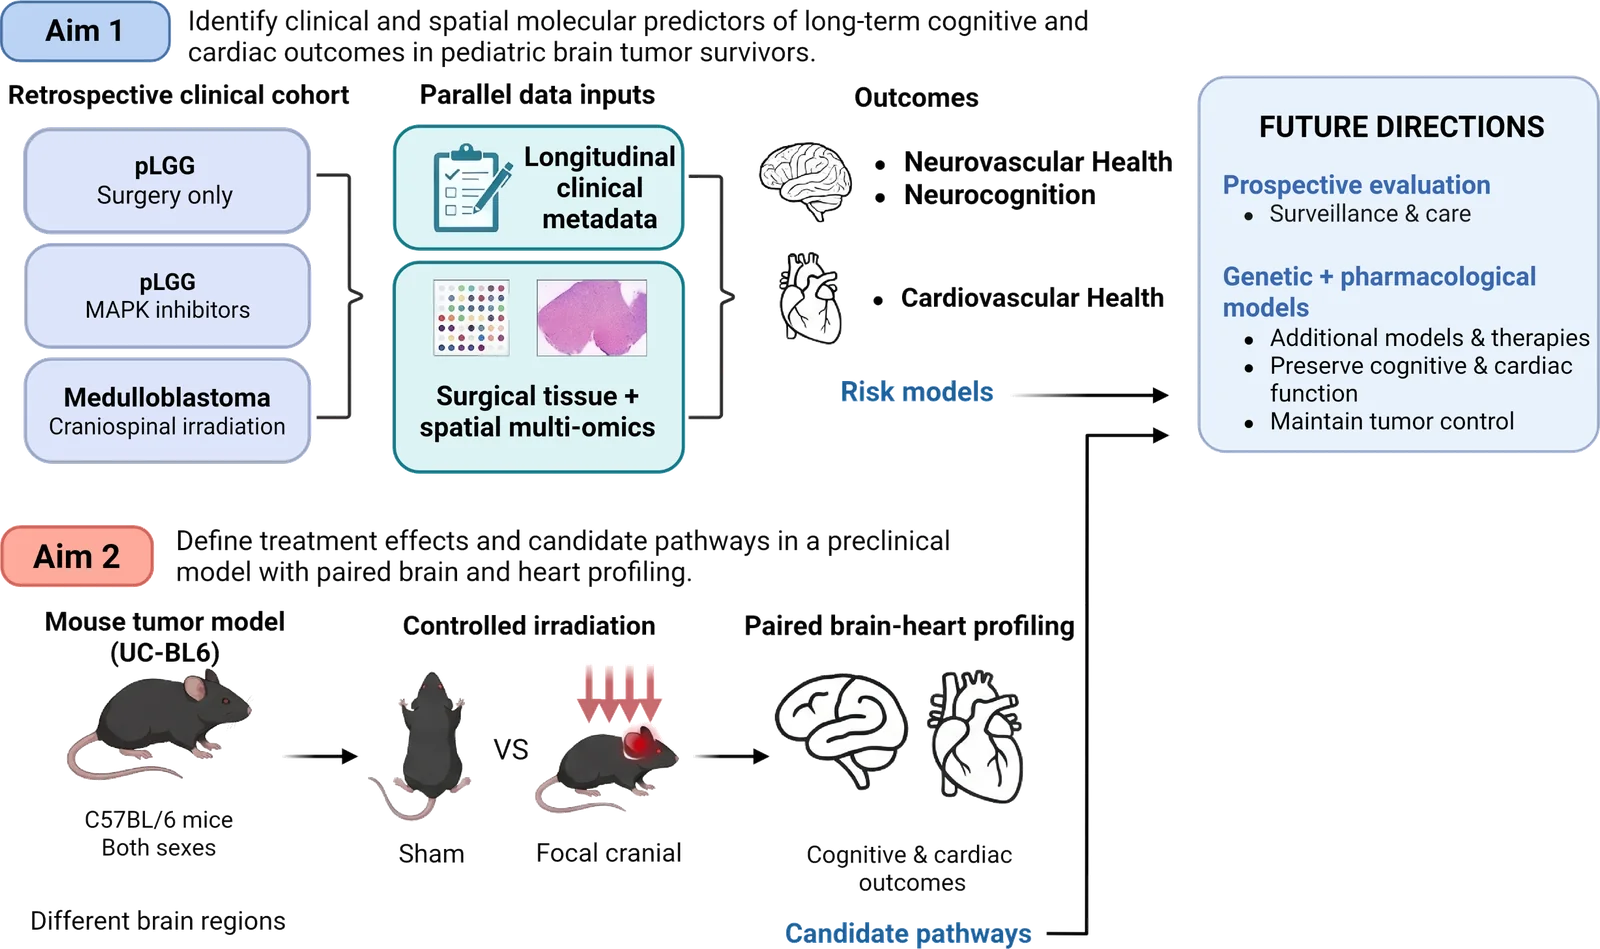 Aim 1
Identify clinical and spatial molecular predictors of long-term cognitive and
cardiac outcomes in pediatric brain tumor survivors.
Retrospective clinical cohort
pLGG
Surgery only
pLGG
MAPK inhibitors
Medulloblastoma
Craniospinal irradiation
Parallel data inputs
Longitudinal
clinical
metadata
Surgical tissue +
spatial multi-omics
Outcomes
• Neurovascular Health
• Neurocognition
• Cardiovascular Health
Risk models
FUTURE DIRECTIONS
Prospective evaluation
• Surveillance & care
Genetic + pharmacological
models
• Additional models & therapies
• Preserve cognitive & cardiac
function
• Maintain tumor control
Aim 2
Define treatment effects and candidate pathways in a preclinical
model with paired brain and heart profiling.
Mouse tumor model
(UC-BL6)
C57BL/6 mice
Both sexes
Different brain regions
Controlled irradiation
VS
Sham
Focal cranial
Paired brain-heart profiling
Cognitive & cardiac
outcomes
Candidate pathways